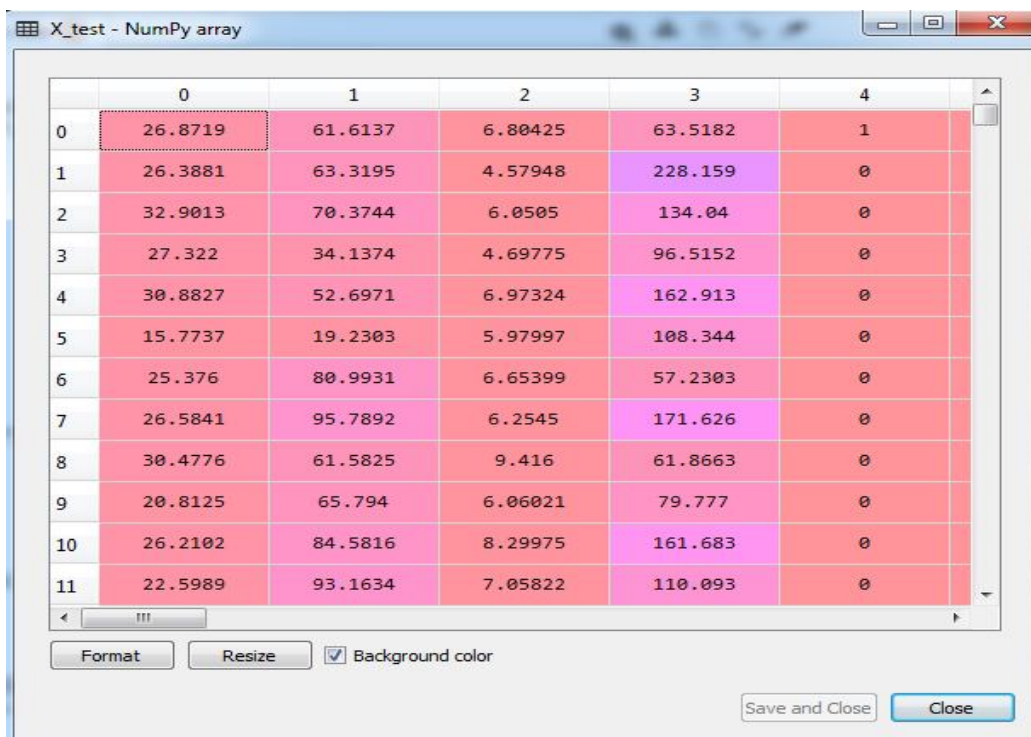 X_test - NumPy array
0 1 2 3 4
0 26.8719 61.6137 6.80425 63.5182 1
1 26.3881 63.3195 4.57948 228.159 0
2 32.9013 70.3744 6.0505 134.04 0
3 27.322 34.1374 4.69775 96.5152 0
4 30.8827 52.6971 6.97324 162.913 0
5 15.7737 19.2303 5.97997 108.344 0
6 25.376 80.9931 6.65399 57.2303 0
7 26.5841 95.7892 6.2545 171.626 0
8 30.4776 61.5825 9.416 61.8663 0
9 20.8125 65.794 6.06021 79.777 0
10 26.2102 84.5816 8.29975 161.683 0
11 22.5989 93.1634 7.05822 110.093 0
Format Resize Background color
Save and Close Close